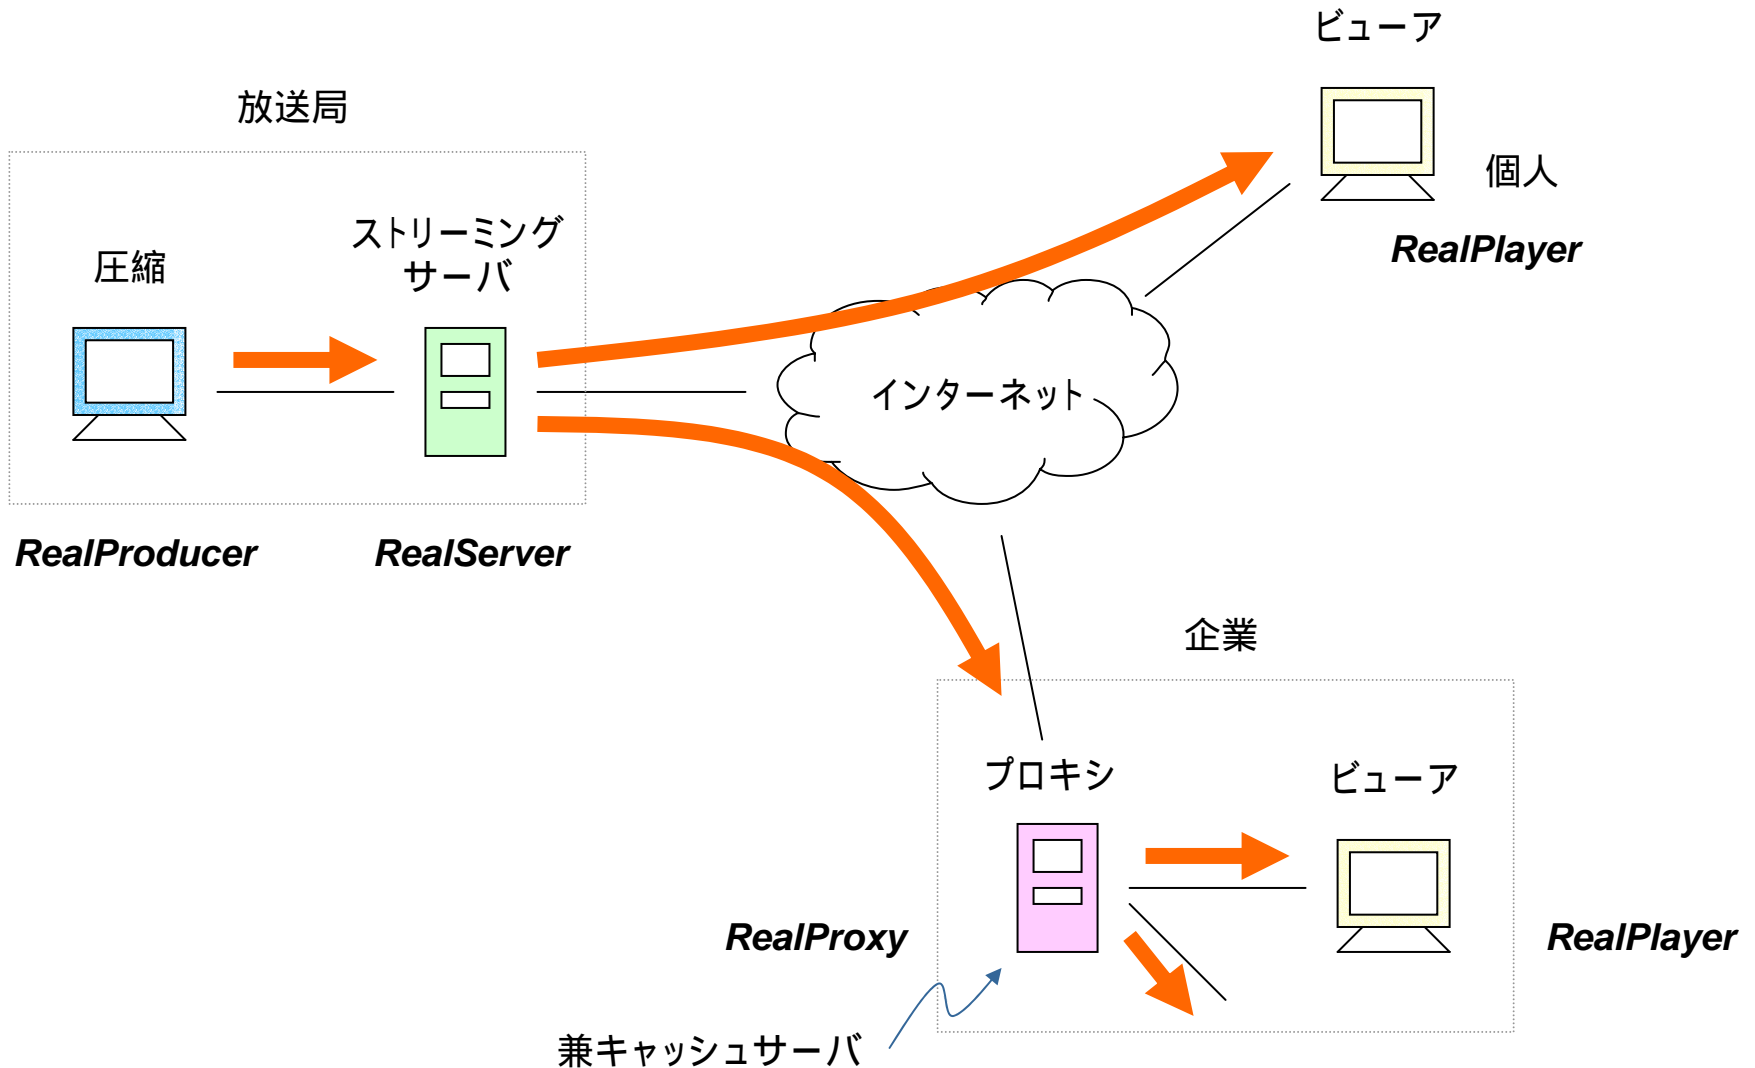 ビューア
放送局
個人
ストリーミング
サーバ
RealPlayer
圧縮
インターネット
RealProducer
RealServer
企業
プロキシ
ビューア
RealProxy
RealPlayer
兼キャッシュサーバ